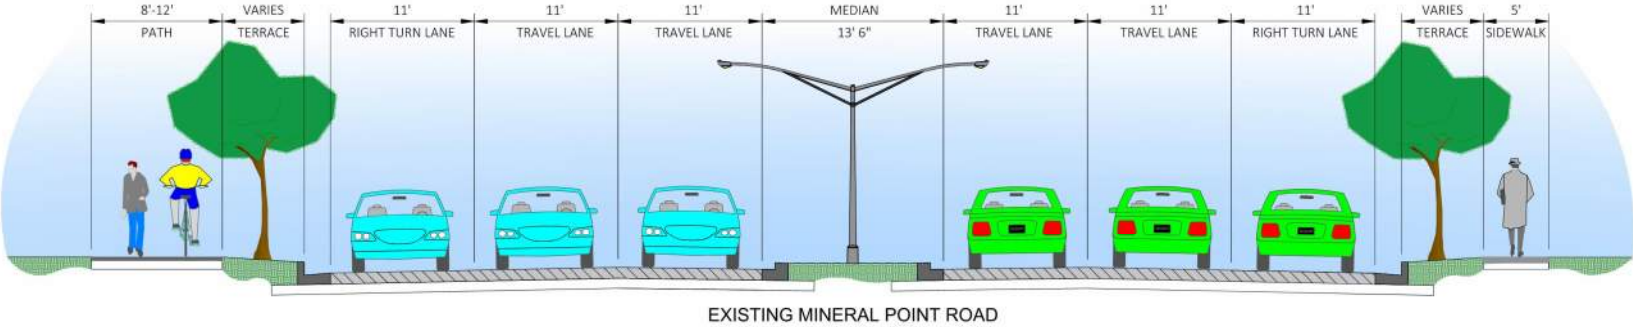 8'-12' VARIES 11' 11' 11' MEDIAN 11' 11' 11' VARIES 5'
PATH TERRACE RIGHT TURN LANE TRAVEL LANE TRAVEL LANE 13' 6" TRAVEL LANE TRAVEL LANE RIGHT TURN LANE TERRACE SIDEWALK
EXISTING MINERAL POINT ROAD